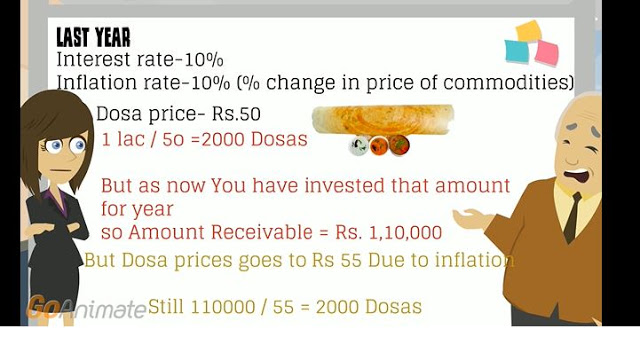 LAST YEAR
Interest rate-10%
Inflation rate-10% (% change in price of commodities)
Dosa price- Rs.50
1 lac / 5o =2000 Dosas
But as now You have invested that amount
for year
so Amount Receivable = Rs. 1,10,000
But Dosa prices goes to Rs 55 Due to inflation
GoAnimate
Still 110000 / 55 = 2000 Dosas